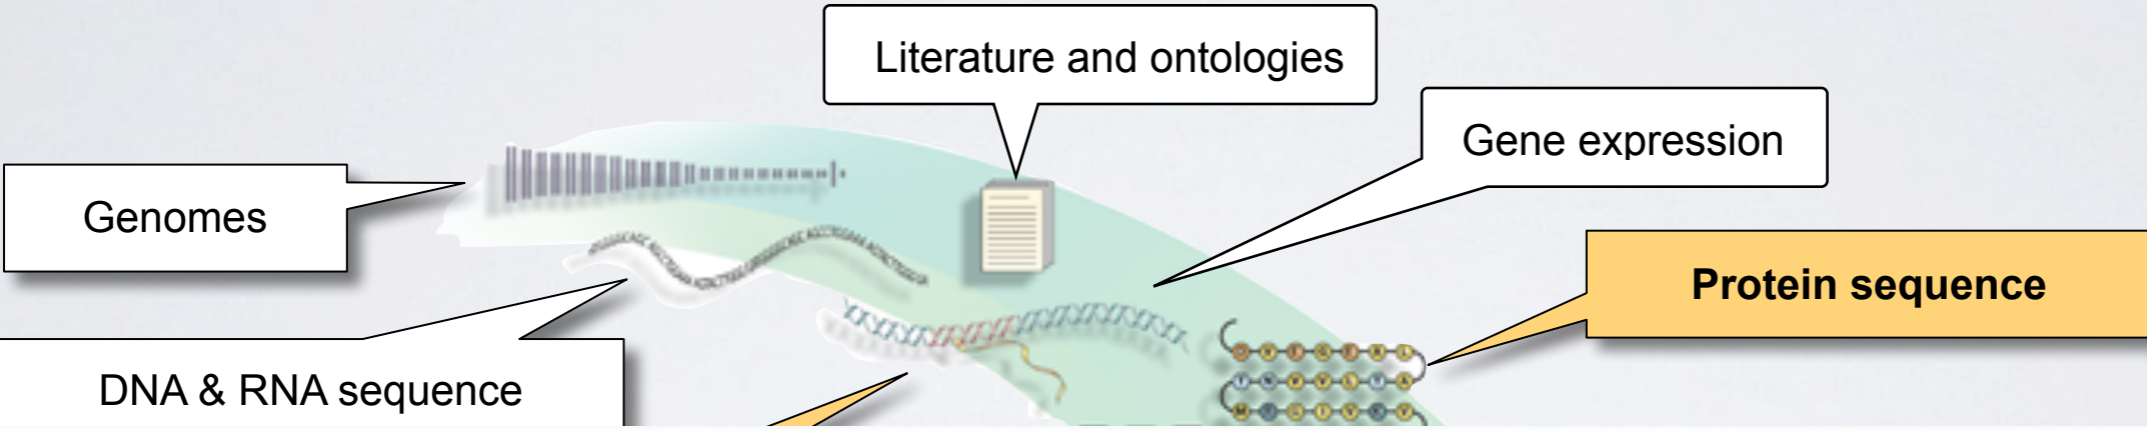 Literature and ontologies
Gene expression
Genomes
Protein sequence
DNA & RNA sequence